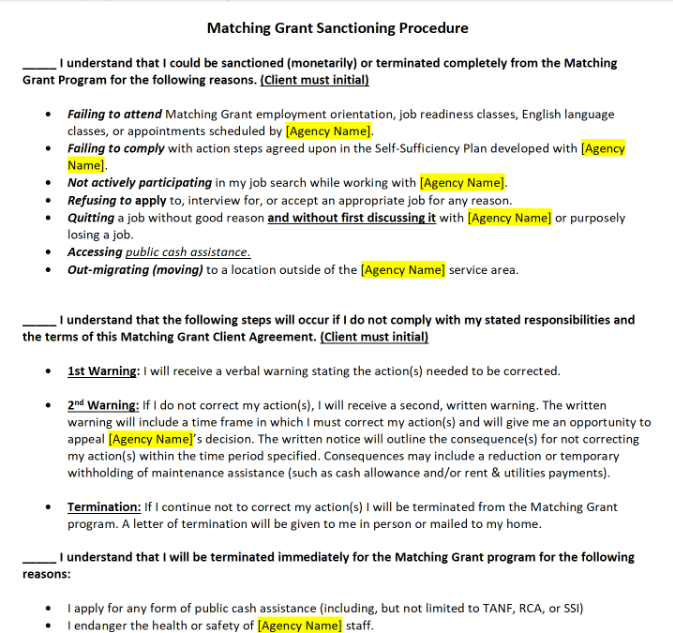 Matching Grant Sanctioning Procedure
_____ I understand that I could be sanctioned (monetarily) or terminated completely from the Matching
Grant Program for the following reasons. (Client must initial)
• Failing to attend Matching Grant employment orientation, job readiness classes, English language
classes, or appointments scheduled by [Agency Name].
• Failing to comply with action steps agreed upon in the Self-Sufficiency Plan developed with [Agency
Name].
• Not actively participating in my job search while working with [Agency Name].
• Refusing to apply to, interview for, or accept an appropriate job for any reason.
• Quitting a job without good reason and without first discussing it with [Agency Name] or purposely
losing a job.
• Accessing public cash assistance.
• Out-migrating (moving) to a location outside of the [Agency Name] service area.
_____ I understand that the following steps will occur if I do not comply with my stated responsibilities and
the terms of this Matching Grant Client Agreement. (Client must initial)
• 1st Warning: I will receive a verbal warning stating the action(s) needed to be corrected.
• 2nd Warning: If I do not correct my action(s), I will receive a second, written warning. The written
warning will include a time frame in which I must correct my action(s) and will give me an opportunity to
appeal [Agency Name]'s decision. The written notice will outline the consequence(s) for not correcting
my action(s) within the time period specified. Consequences may include a reduction or temporary
withholding of maintenance assistance (such as cash allowance and/or rent & utilities payments).
• Termination: If I continue not to correct my action(s) I will be terminated from the Matching Grant
program. A letter of termination will be given to me in person or mailed to my home.
_____ I understand that I will be terminated immediately for the Matching Grant program for the following
reasons:
• I apply for any form of public cash assistance (including, but not limited to TANF, RCA, or SSI)
• I endanger the health or safety of [Agency Name] staff.